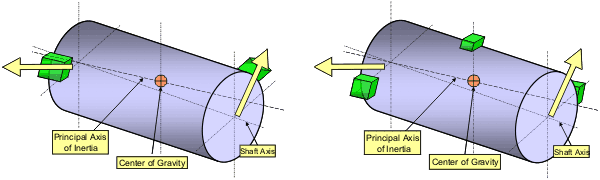 Principal Axis
of Inertia
Center of Gravity
Shaft Axis
Principal Axis
of Inertia
Center of Gravity
Shaft Axis